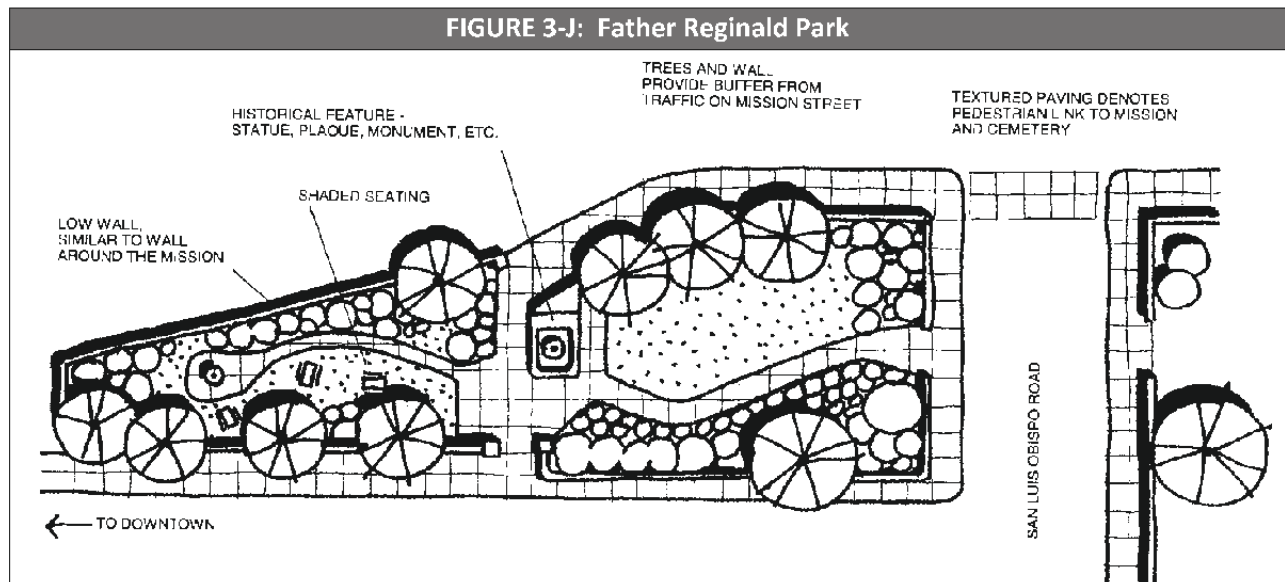 FIGURE 3-J: Father Reginald Park
TREES AND WALL
PROVIDE BUFFER FROM
TRAFFIC ON MISSION STREET
TEXTURED PAVING DENOTES
PEDESTRIAN LINK TO MISSION
AND CEMETERY
HISTORICAL FEATURE -
STATUE, PLAQUE, MONUMENT, ETC.
SHADED SEATING
LOW WALL,
SIMILAR TO WALL
AROUND THE MISSION
SAN LUIS OBISPO ROAD
TO DOWNTOWN